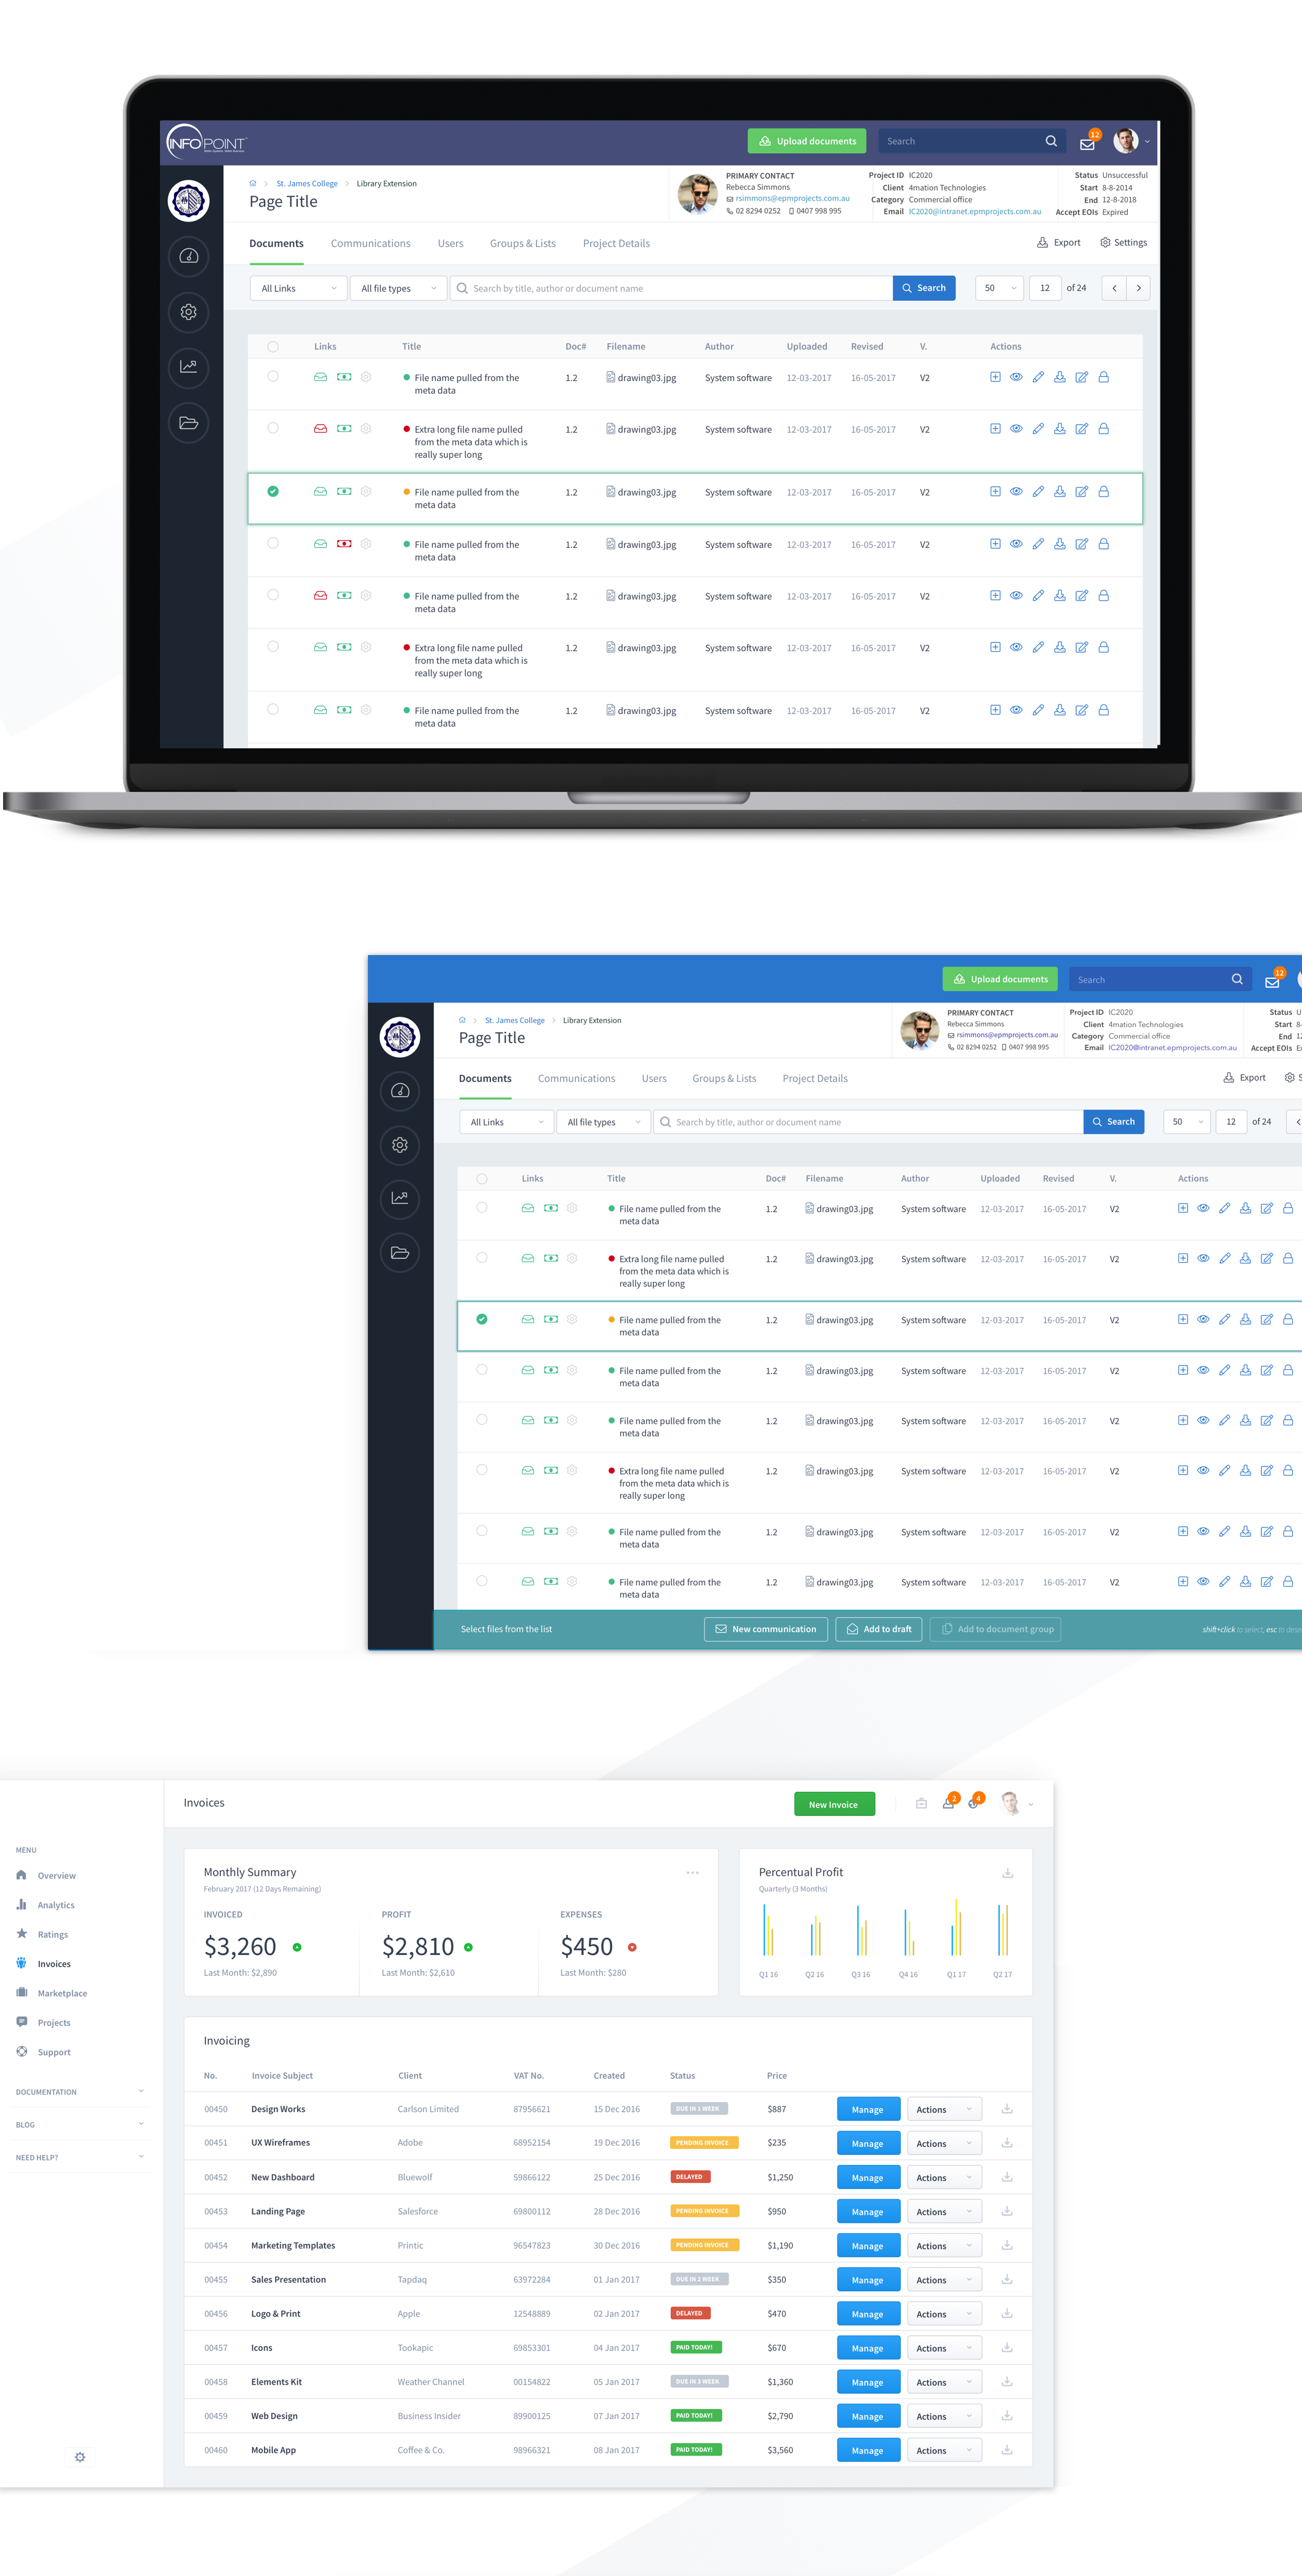 INFOPOINT
Upload documents
Search
12
St. James College > Library Extension
Page Title
PRIMARY CONTACT
Rebecca Simmons
rsimmons@epmprojects.com.au
02 8294 0252 0407 998 995
Project ID IC2020
Client 4mation Technologies
Category Commercial office
Email IC2020@intranet.epmprojects.com.au
Status Unsuccessful
Start 8-8-2014
End 12-8-2018
Accept EOIs Expired
Documents Communications Users Groups & Lists Project Details
Export Settings
All Links All file types Search by title, author or document name Search 50 12 of 24
Links Title Doc# Filename Author Uploaded Revised V. Actions
File name pulled from the 1.2 drawing03.jpg System software 12-03-2017 16-05-2017 V2
meta data
Extra long file name pulled 1.2 drawing03.jpg System software 12-03-2017 16-05-2017 V2
from the meta data which is
really super long
File name pulled from the 1.2 drawing03.jpg System software 12-03-2017 16-05-2017 V2
meta data
File name pulled from the 1.2 drawing03.jpg System software 12-03-2017 16-05-2017 V2
meta data
File name pulled from the 1.2 drawing03.jpg System software 12-03-2017 16-05-2017 V2
meta data
Extra long file name pulled 1.2 drawing03.jpg System software 12-03-2017 16-05-2017 V2
from the meta data which is
really super long
File name pulled from the 1.2 drawing03.jpg System software 12-03-2017 16-05-2017 V2
meta data
Upload documents
Search
12
St. James College > Library Extension
Page Title
PRIMARY CONTACT
Rebecca Simmons
rsimmons@epmprojects.com.au
02 8294 0252 0407 998 995
Project ID IC2020
Client 4mation Technologies
Category Commercial office
Email IC2020@intranet.epmprojects.com.au
Status U
Start 8-
End 12
Accept EOIs E
Documents Communications Users Groups & Lists Project Details
Export S
All Links All file types Search by title, author or document name Search 50 12 of 24
Links Title Doc# Filename Author Uploaded Revised V. Actions
File name pulled from the 1.2 drawing03.jpg System software 12-03-2017 16-05-2017 V2
meta data
Extra long file name pulled 1.2 drawing03.jpg System software 12-03-2017 16-05-2017 V2
from the meta data which is
really super long
File name pulled from the 1.2 drawing03.jpg System software 12-03-2017 16-05-2017 V2
meta data
File name pulled from the 1.2 drawing03.jpg System software 12-03-2017 16-05-2017 V2
meta data
File name pulled from the 1.2 drawing03.jpg System software 12-03-2017 16-05-2017 V2
meta data
Extra long file name pulled 1.2 drawing03.jpg System software 12-03-2017 16-05-2017 V2
from the meta data which is
really super long
File name pulled from the 1.2 drawing03.jpg System software 12-03-2017 16-05-2017 V2
meta data
File name pulled from the 1.2 drawing03.jpg System software 12-03-2017 16-05-2017 V2
meta data
Select files from the list New communication Add to draft Add to document group shift+click to select, esc to dese
Invoices New Invoice 2 4
MENU
Overview
Analytics
Ratings
Invoices
Marketplace
Projects
Support
DOCUMENTATION
BLOG
NEED HELP?
Monthly Summary
February 2017 (12 Days Remaining)
INVOICED PROFIT EXPENSES
$3,260 $2,810 $450
Last Month: $2,890 Last Month: $2,610 Last Month: $280
Percentual Profit
Quarterly (3 Months)
Q1 16 Q2 16 Q3 16 Q4 16 Q1 17 Q2 17
Invoicing
No. Invoice Subject Client VAT No. Created Status Price
00450 Design Works Carlson Limited 87956621 15 Dec 2016 DUE IN 1 WEEK $887 Manage Actions
00451 UX Wireframes Adobe 68952154 19 Dec 2016 PENDING INVOICE $235 Manage Actions
00452 New Dashboard Bluewolf 59866122 25 Dec 2016 DELAYED $1,250 Manage Actions
00453 Landing Page Salesforce 69800112 28 Dec 2016 PENDING INVOICE $950 Manage Actions
00454 Marketing Templates Printic 96547823 30 Dec 2016 PENDING INVOICE $1,190 Manage Actions
00455 Sales Presentation Tapdaq 63972284 01 Jan 2017 DUE IN 2 WEEK $350 Manage Actions
00456 Logo & Print Apple 12548889 02 Jan 2017 DELAYED $470 Manage Actions
00457 Icons Tookapic 69853301 04 Jan 2017 PAID TODAY! $670 Manage Actions
00458 Elements Kit Weather Channel 00154822 05 Jan 2017 DUE IN 3 WEEK $1,360 Manage Actions
00459 Web Design Business Insider 89900125 07 Jan 2017 PAID TODAY! $2,790 Manage Actions
00460 Mobile App Coffee & Co. 98966321 08 Jan 2017 PAID TODAY! $3,560 Manage Actions